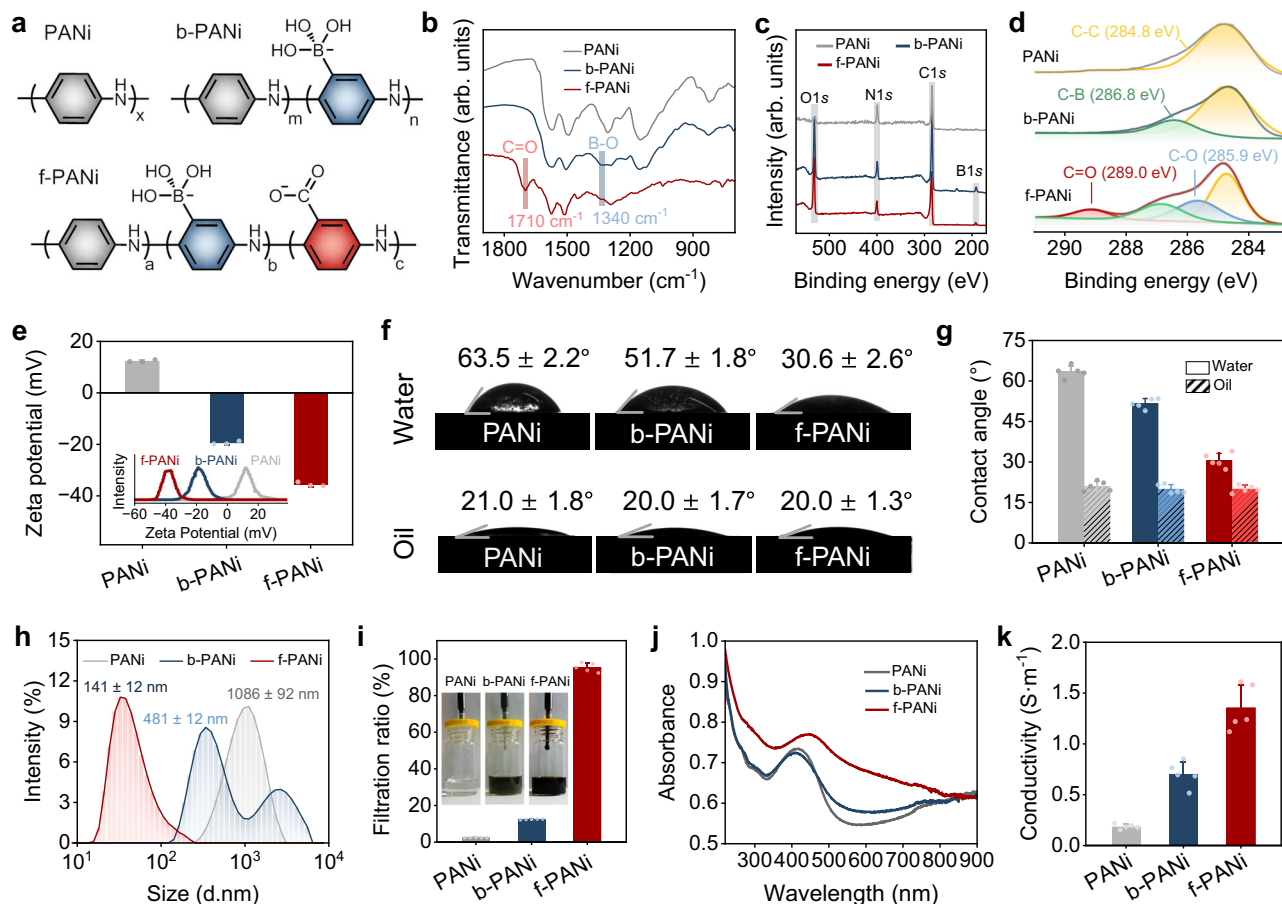 a
PANi
b-PANi
OH
HO
OH
HO
B⁻
H
N
x
H
N
m
H
N
n
f-PANi
OH
HO
OH
HO
B⁻
O⁻
O
H
N
a
H
N
b
H
N
c
b
Transmittance (arb. units)
PANi
b-PANi
f-PANi
C=O
B-O
1710 cm⁻¹
1340 cm⁻¹
1800 1500 1200 900
Wavenumber (cm⁻¹)
c
Intensity (arb. units)
PANi
b-PANi
f-PANi
C1s
O1s
N1s
B1s
500 400 300 200
Binding energy (eV)
d
PANi
C-C (284.8 eV)
b-PANi
C-B (286.8 eV)
f-PANi
C=O (289.0 eV)
C-O (285.9 eV)
290 288 286 284
Binding energy (eV)
e
Zeta potential (mV)
20
0
−20
−40
f-PANi
b-PANi
PANi
Intensity
−60 −40 −20 0 20
Zeta Potential (mV)
PANi
b-PANi
f-PANi
f
Water
63.5 ± 2.2° 51.7 ± 1.8° 30.6 ± 2.6°
PANi b-PANi f-PANi
Oil
21.0 ± 1.8° 20.0 ± 1.7° 20.0 ± 1.3°
PANi b-PANi f-PANi
g
Contact angle (°)
75
60
45
30
15
0
Water
Oil
PANi
b-PANi
f-PANi
h
Intensity (%)
15
12
9
6
3
0
PANi
b-PANi
f-PANi
141 ± 12 nm
1086 ± 92 nm
481 ± 12 nm
10¹ 10² 10³ 10⁴
Size (d.nm)
i
Filtration ratio (%)
100
80
60
40
20
0
PANi b-PANi f-PANi
PANi
b-PANi
f-PANi
j
Absorbance
1.0
0.9
0.8
0.7
0.6
0.5
PANi
b-PANi
f-PANi
300 400 500 600 700 800 900
Wavelength (nm)
k
Conductivity (S·m⁻¹)
2.0
1.5
1.0
0.5
0.0
PANi
b-PANi
f-PANi